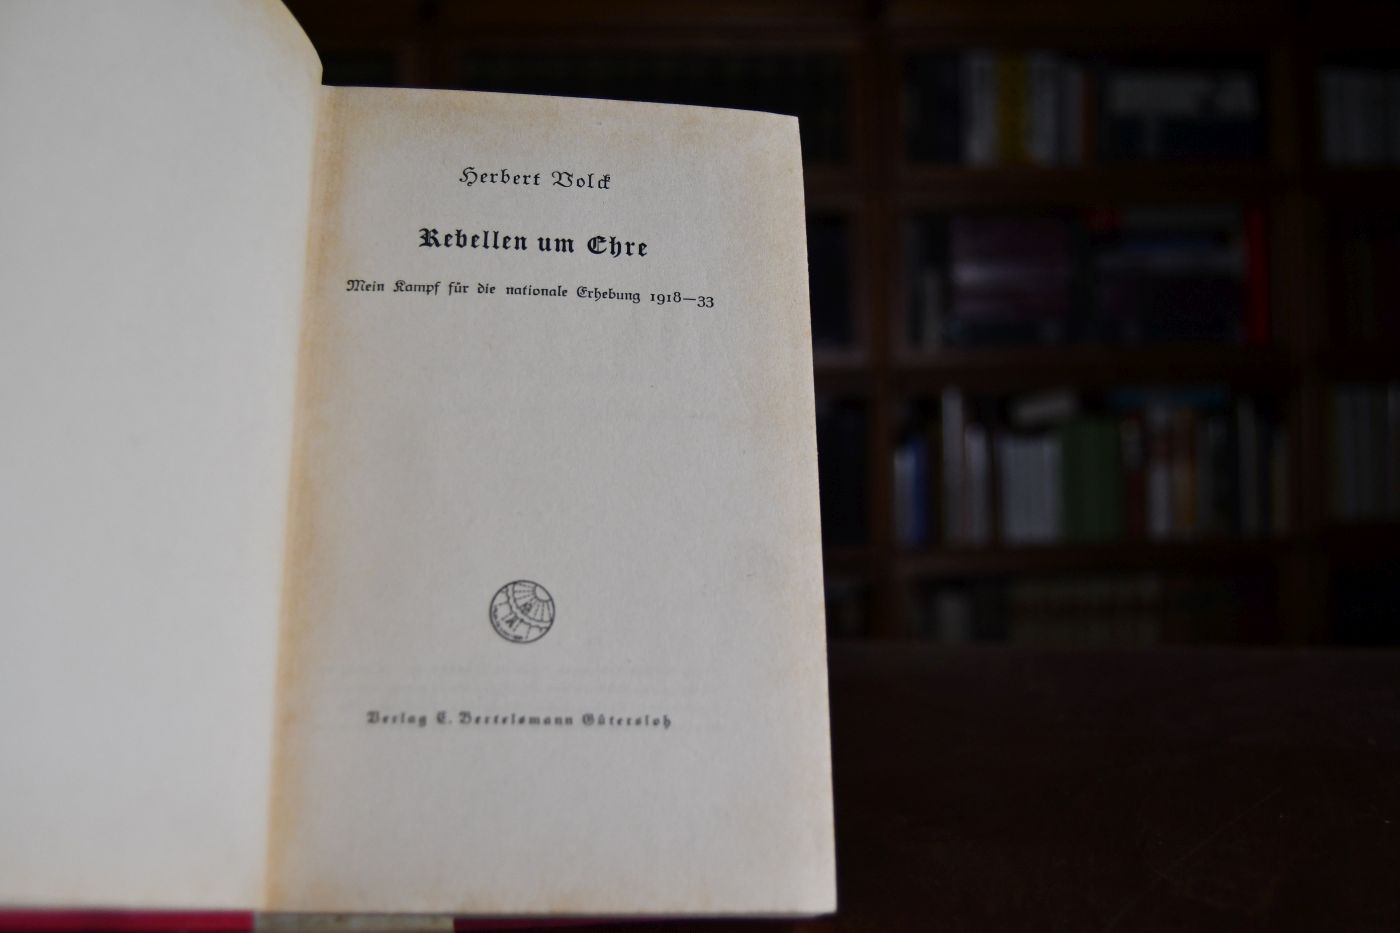 Herbert Volck
Rebellen um Ehre
Mein Kampf für die nationale Erhebung 1918—33
Verlag C. Bertelsmann Gütersloh